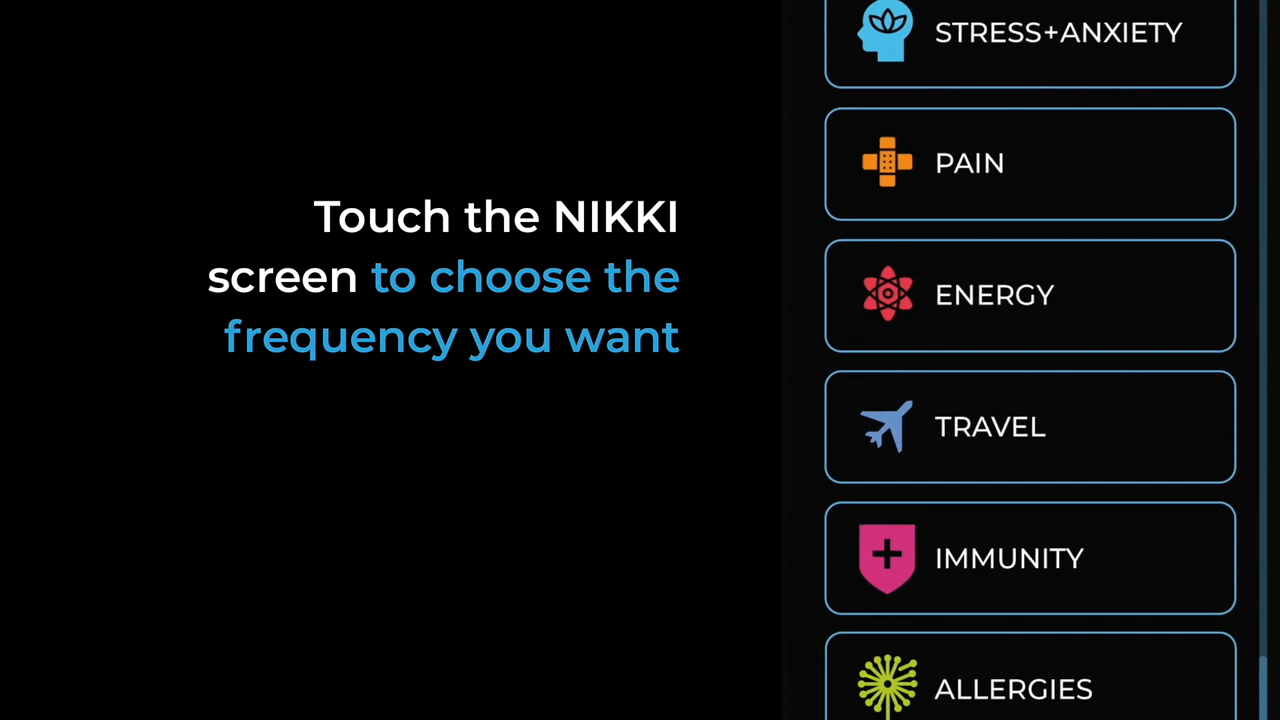 Touch the NIKKI
screen to choose the
frequency you want
STRESS+ANXIETY
PAIN
ENERGY
TRAVEL
IMMUNITY
ALLERGIES